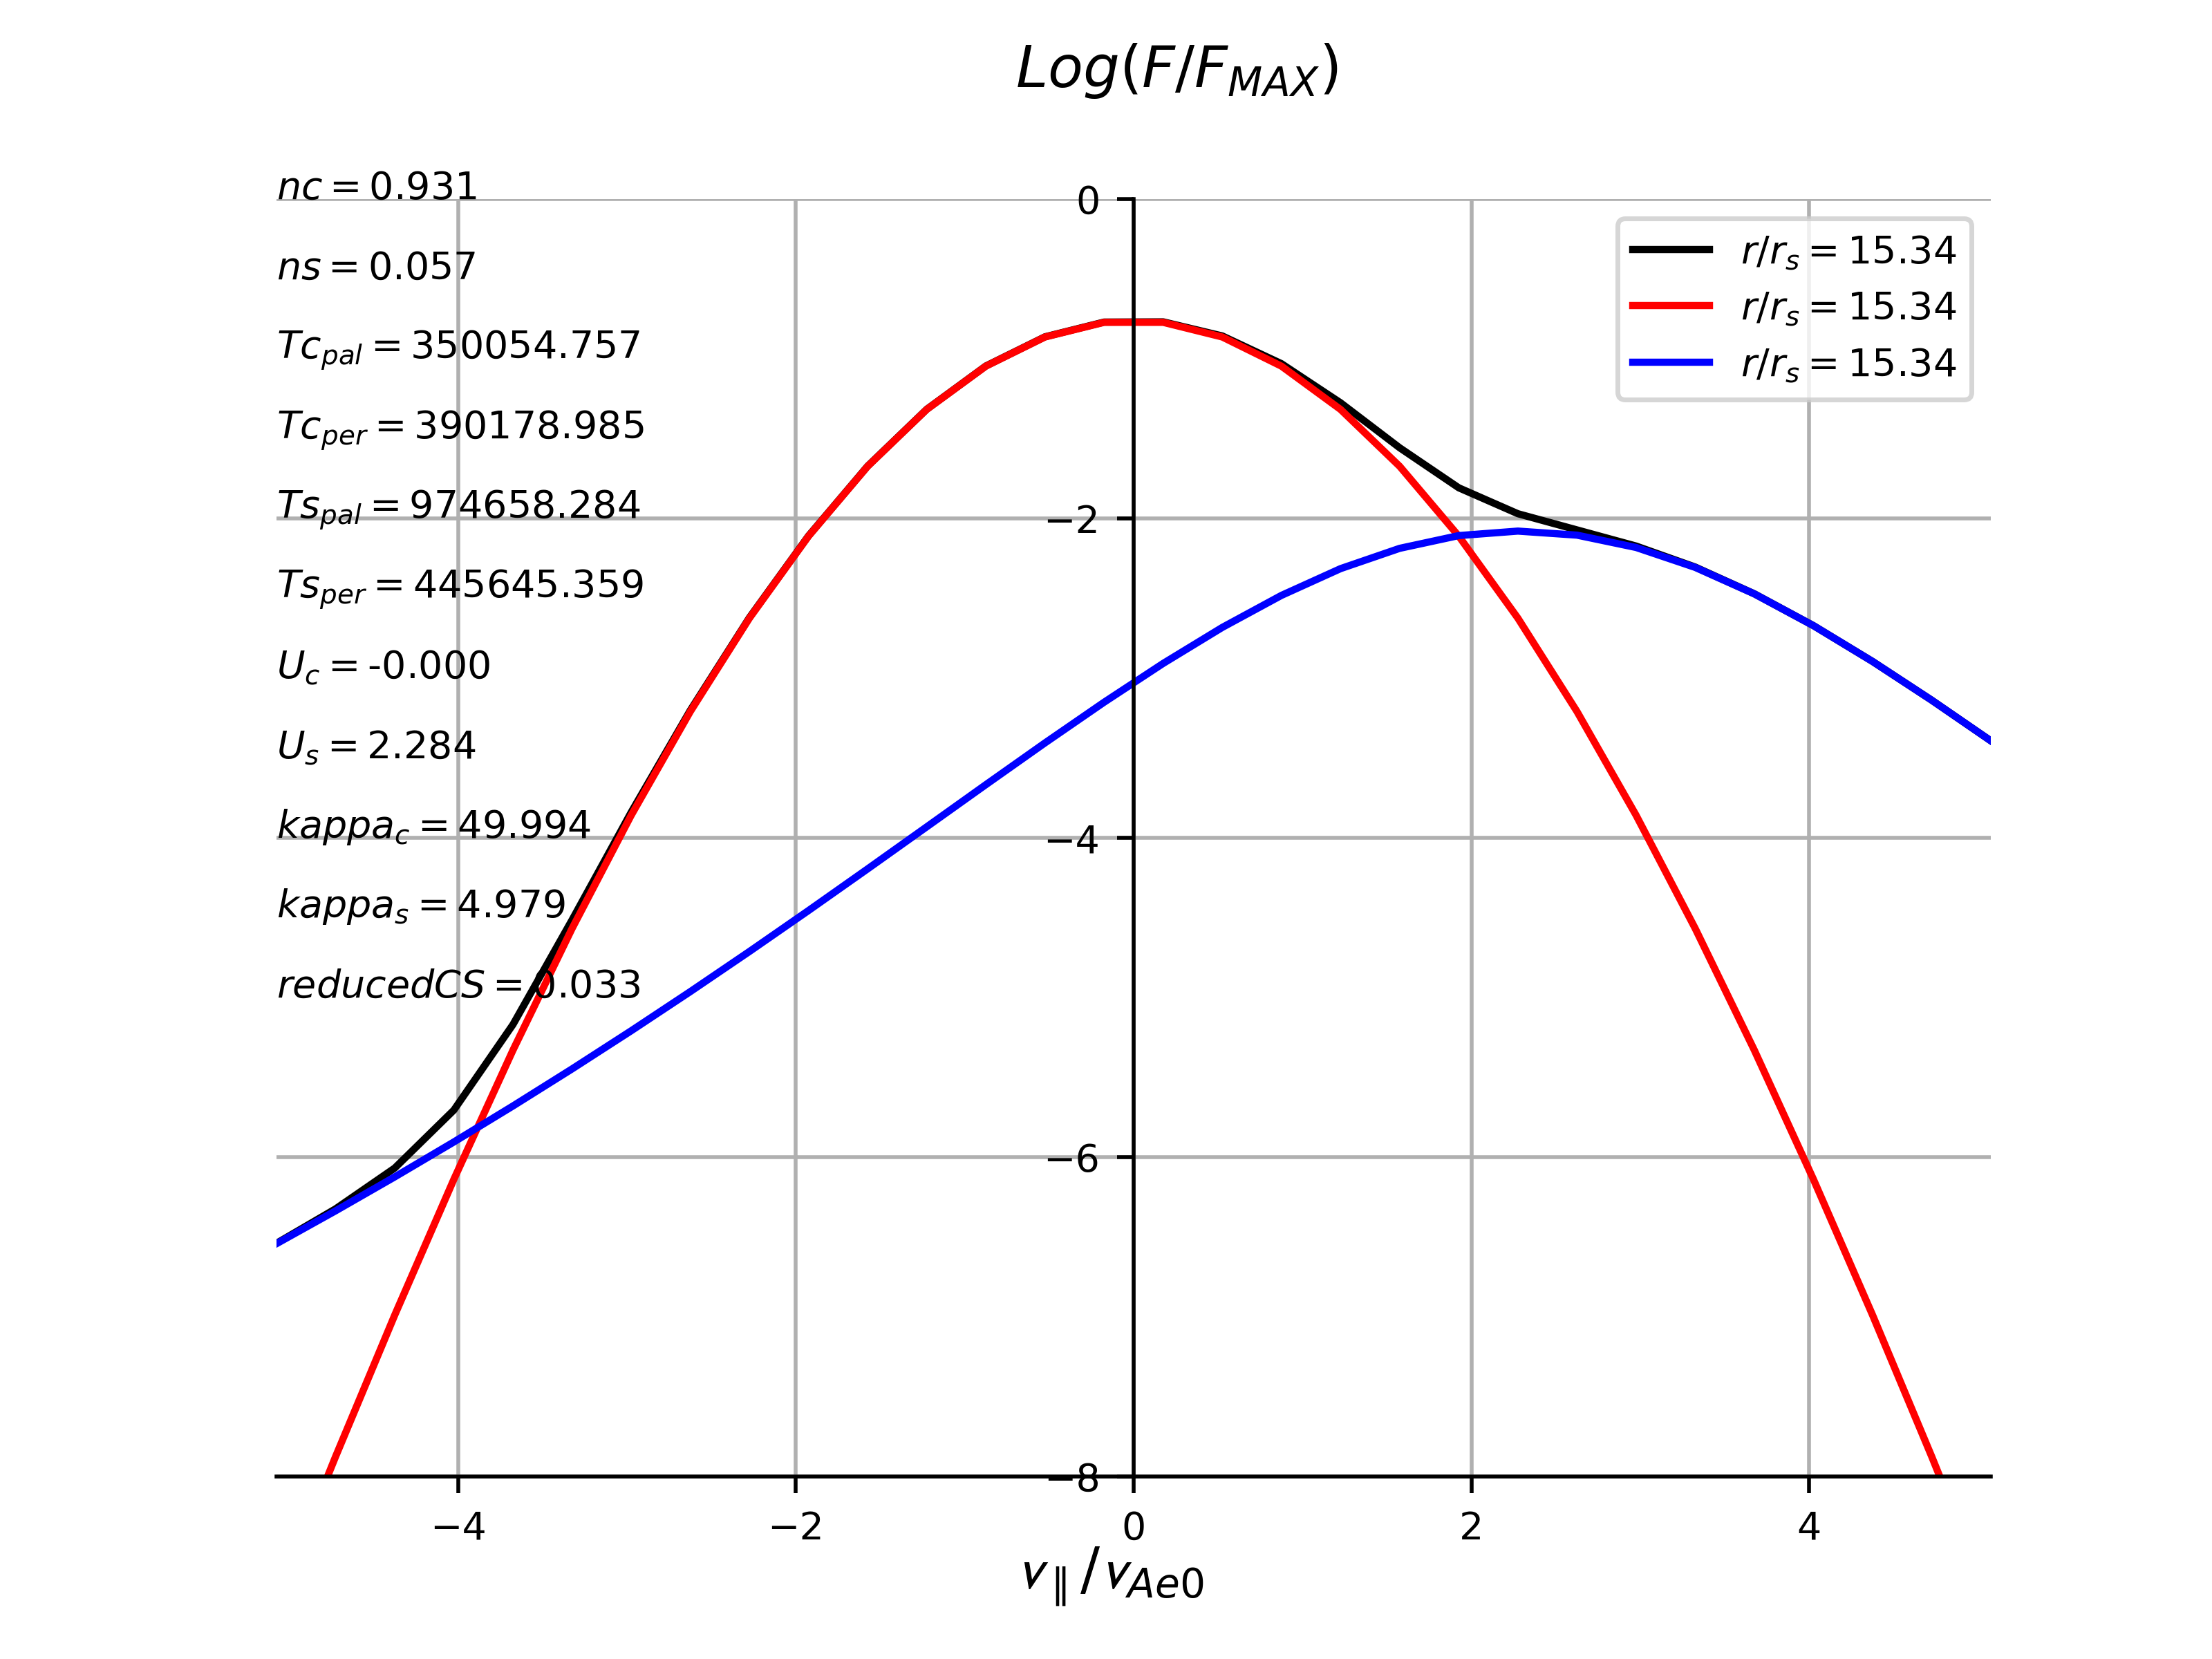 Log(F/F_MAX)
nc = 0.931
ns = 0.057
Tc_pal = 350054.757
Tc_per = 390178.985
Ts_pal = 974658.284
Ts_per = 445645.359
U_c = -0.000
U_s = 2.284
kappa_c = 49.994
kappa_s = 4.979
reducedCS = 0.033
0
−2
−4
−6
−8
r/r_s = 15.34
r/r_s = 15.34
r/r_s = 15.34
−4 −2 0 2 4
v_∥/v_Ae0